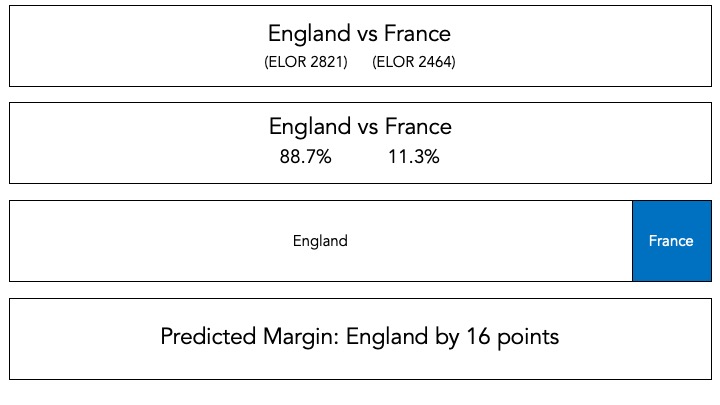 England vs France
(ELOR 2821) (ELOR 2464)
England vs France
88.7% 11.3%
England France
Predicted Margin: England by 16 points